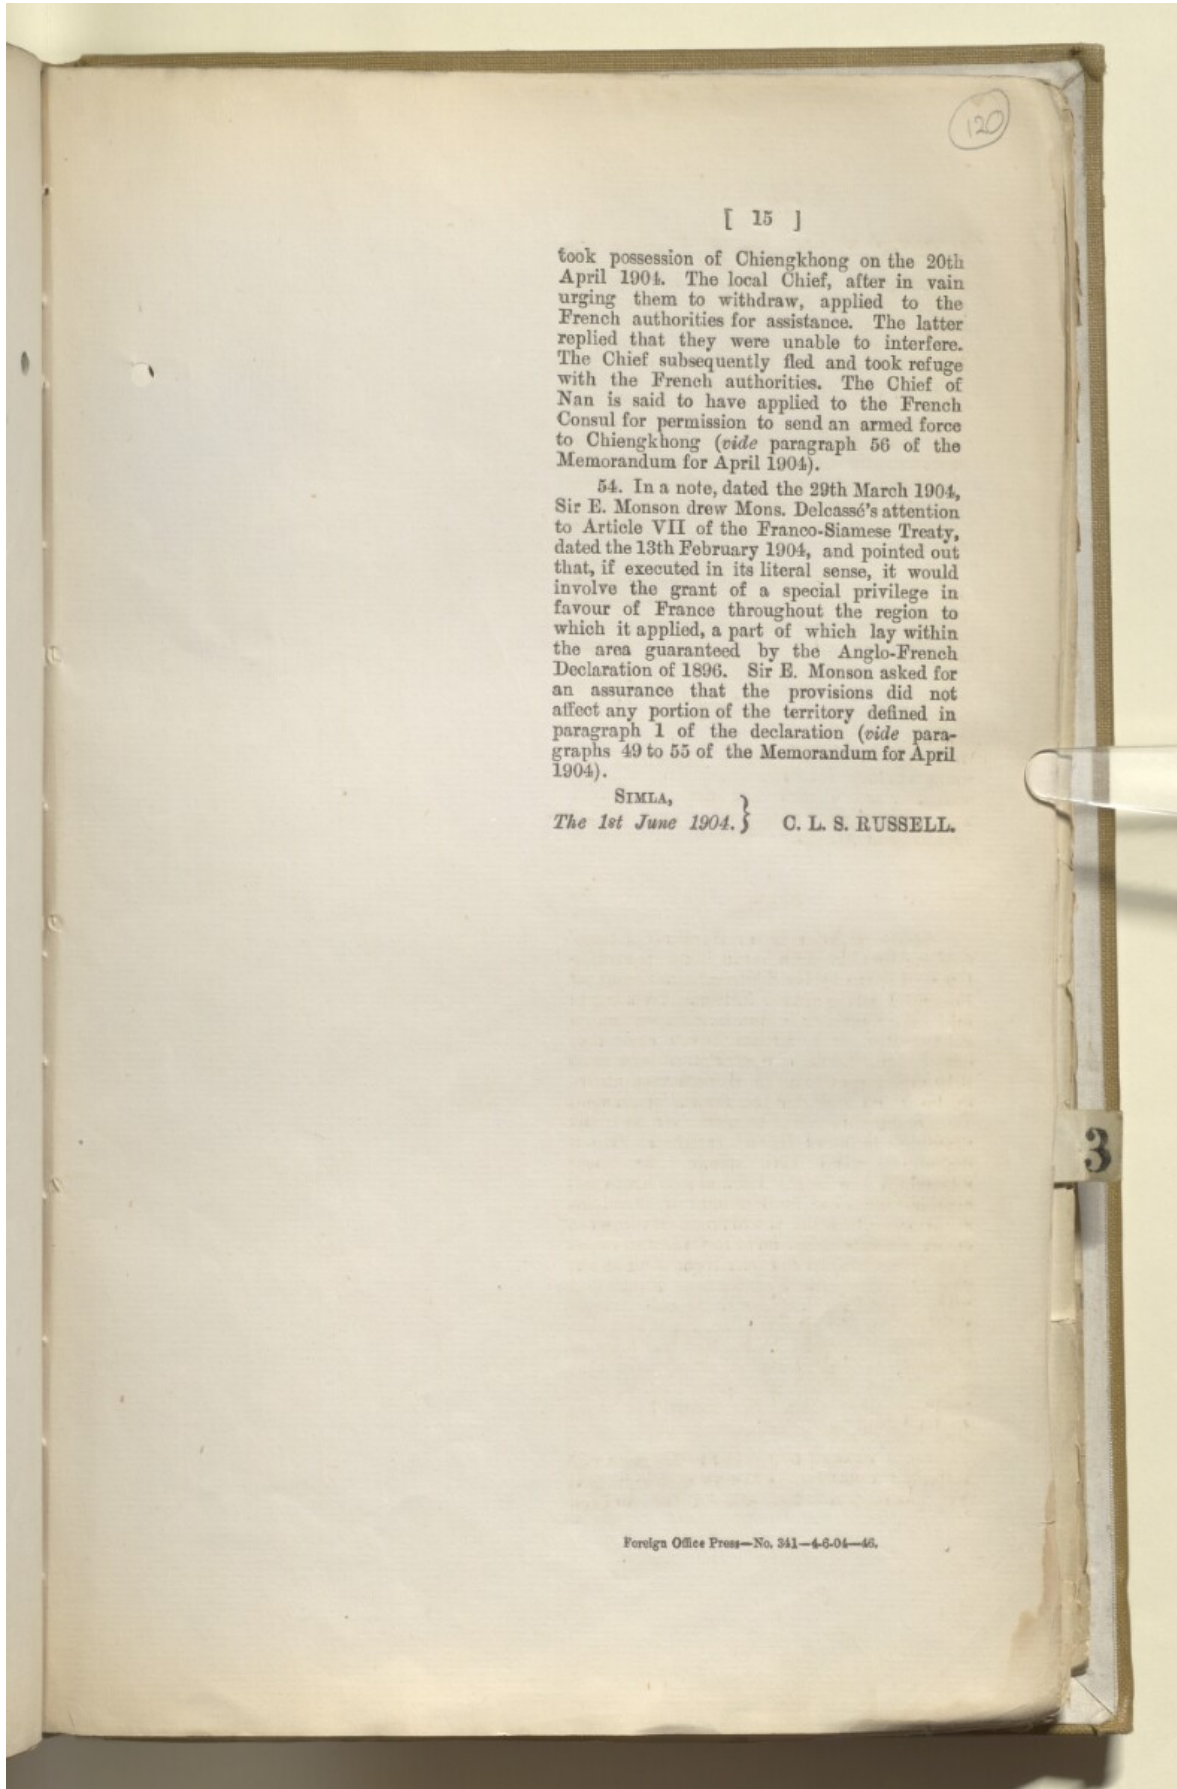 120
[ 15 ]
took possession of Chiengkhong on the 20th
April 1904. The local Chief, after in vain
urging them to withdraw, applied to the
French authorities for assistance. The latter
replied that they were unable to interfere.
The Chief subsequently fled and took refuge
with the French authorities. The Chief of
Nan is said to have applied to the French
Consul for permission to send an armed force
to Chiengkhong (vide paragraph 56 of the
Memorandum for April 1904).
54. In a note, dated the 29th March 1904,
Sir E. Monson drew Mons. Delcassé's attention
to Article VII of the Franco-Siamese Treaty,
dated the 13th February 1904, and pointed out
that, if executed in its literal sense, it would
involve the grant of a special privilege in
favour of France throughout the region to
which it applied, a part of which lay within
the area guaranteed by the Anglo-French
Declaration of 1896. Sir E. Monson asked for
an assurance that the provisions did not
affect any portion of the territory defined in
paragraph 1 of the declaration (vide para-
graphs 49 to 55 of the Memorandum for April
1904).
SIMLA,
The 1st June 1904. } C. L. S. RUSSELL.
3
Foreign Office Press—No. 341—4-6-04—46.